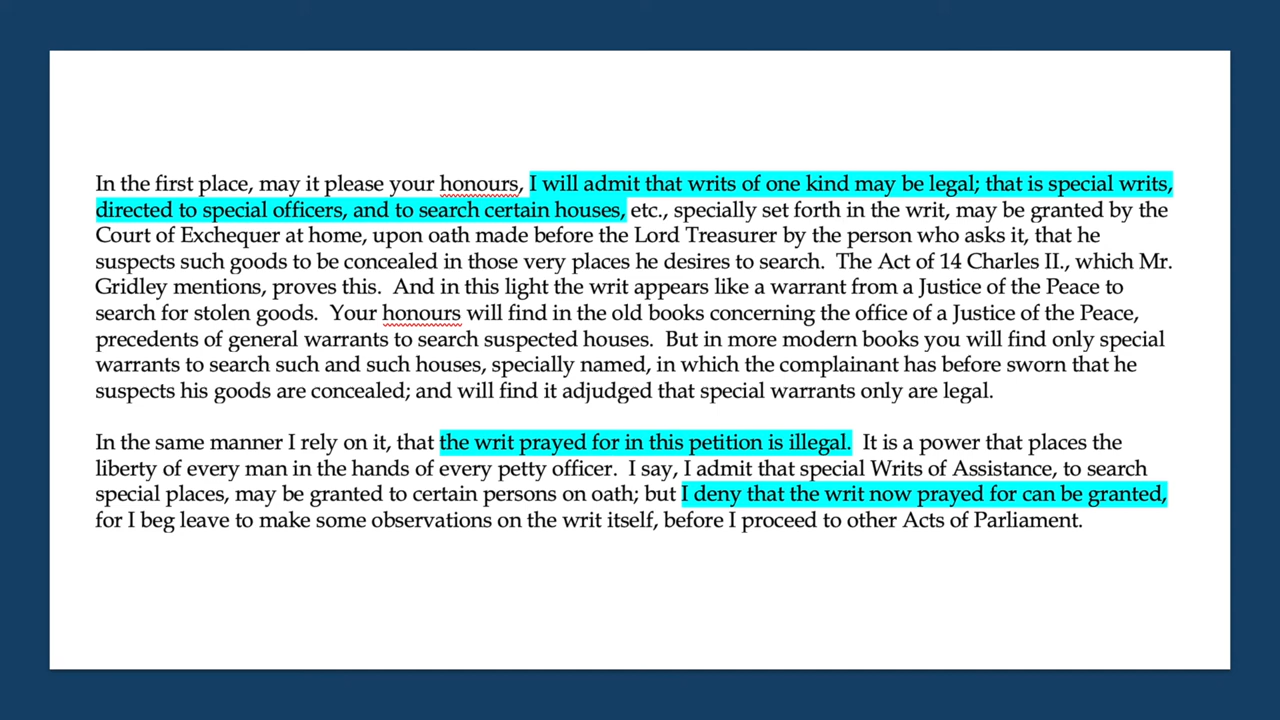 In the first place, may it please your honours, I will admit that writs of one kind may be legal; that is special writs,
directed to special officers, and to search certain houses, etc., specially set forth in the writ, may be granted by the
Court of Exchequer at home, upon oath made before the Lord Treasurer by the person who asks it, that he
suspects such goods to be concealed in those very places he desires to search.  The Act of 14 Charles II., which Mr.
Gridley mentions, proves this.  And in this light the writ appears like a warrant from a Justice of the Peace to
search for stolen goods.  Your honours will find in the old books concerning the office of a Justice of the Peace,
precedents of general warrants to search suspected houses.  But in more modern books you will find only special
warrants to search such and such houses, specially named, in which the complainant has before sworn that he
suspects his goods are concealed; and will find it adjudged that special warrants only are legal.
In the same manner I rely on it, that the writ prayed for in this petition is illegal.  It is a power that places the
liberty of every man in the hands of every petty officer.  I say, I admit that special Writs of Assistance, to search
special places, may be granted to certain persons on oath; but I deny that the writ now prayed for can be granted,
for I beg leave to make some observations on the writ itself, before I proceed to other Acts of Parliament.